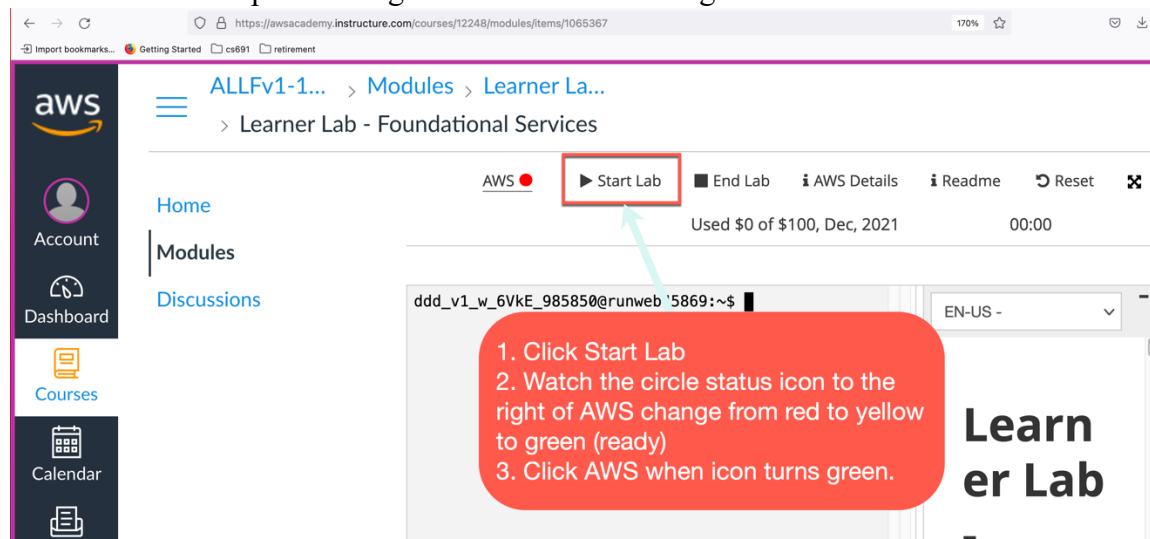 https://awsacademy.instructure.com/courses/12248/modules/items/1065367
170%
Import bookmarks... Getting Started cs691 retirement
aws
ALLFv1-1... > Modules > Learner La...
> Learner Lab - Foundational Services
AWS Start Lab End Lab i AWS Details i Readme Reset
Used $0 of $100, Dec, 2021 00:00
Account
Dashboard
Courses
Calendar
Home
Modules
Discussions
ddd_v1_w_6VkE_985850@runweb 5869:~$
EN-US -
1. Click Start Lab
2. Watch the circle status icon to the
right of AWS change from red to yellow
to green (ready)
3. Click AWS when icon turns green.
Learn
er Lab